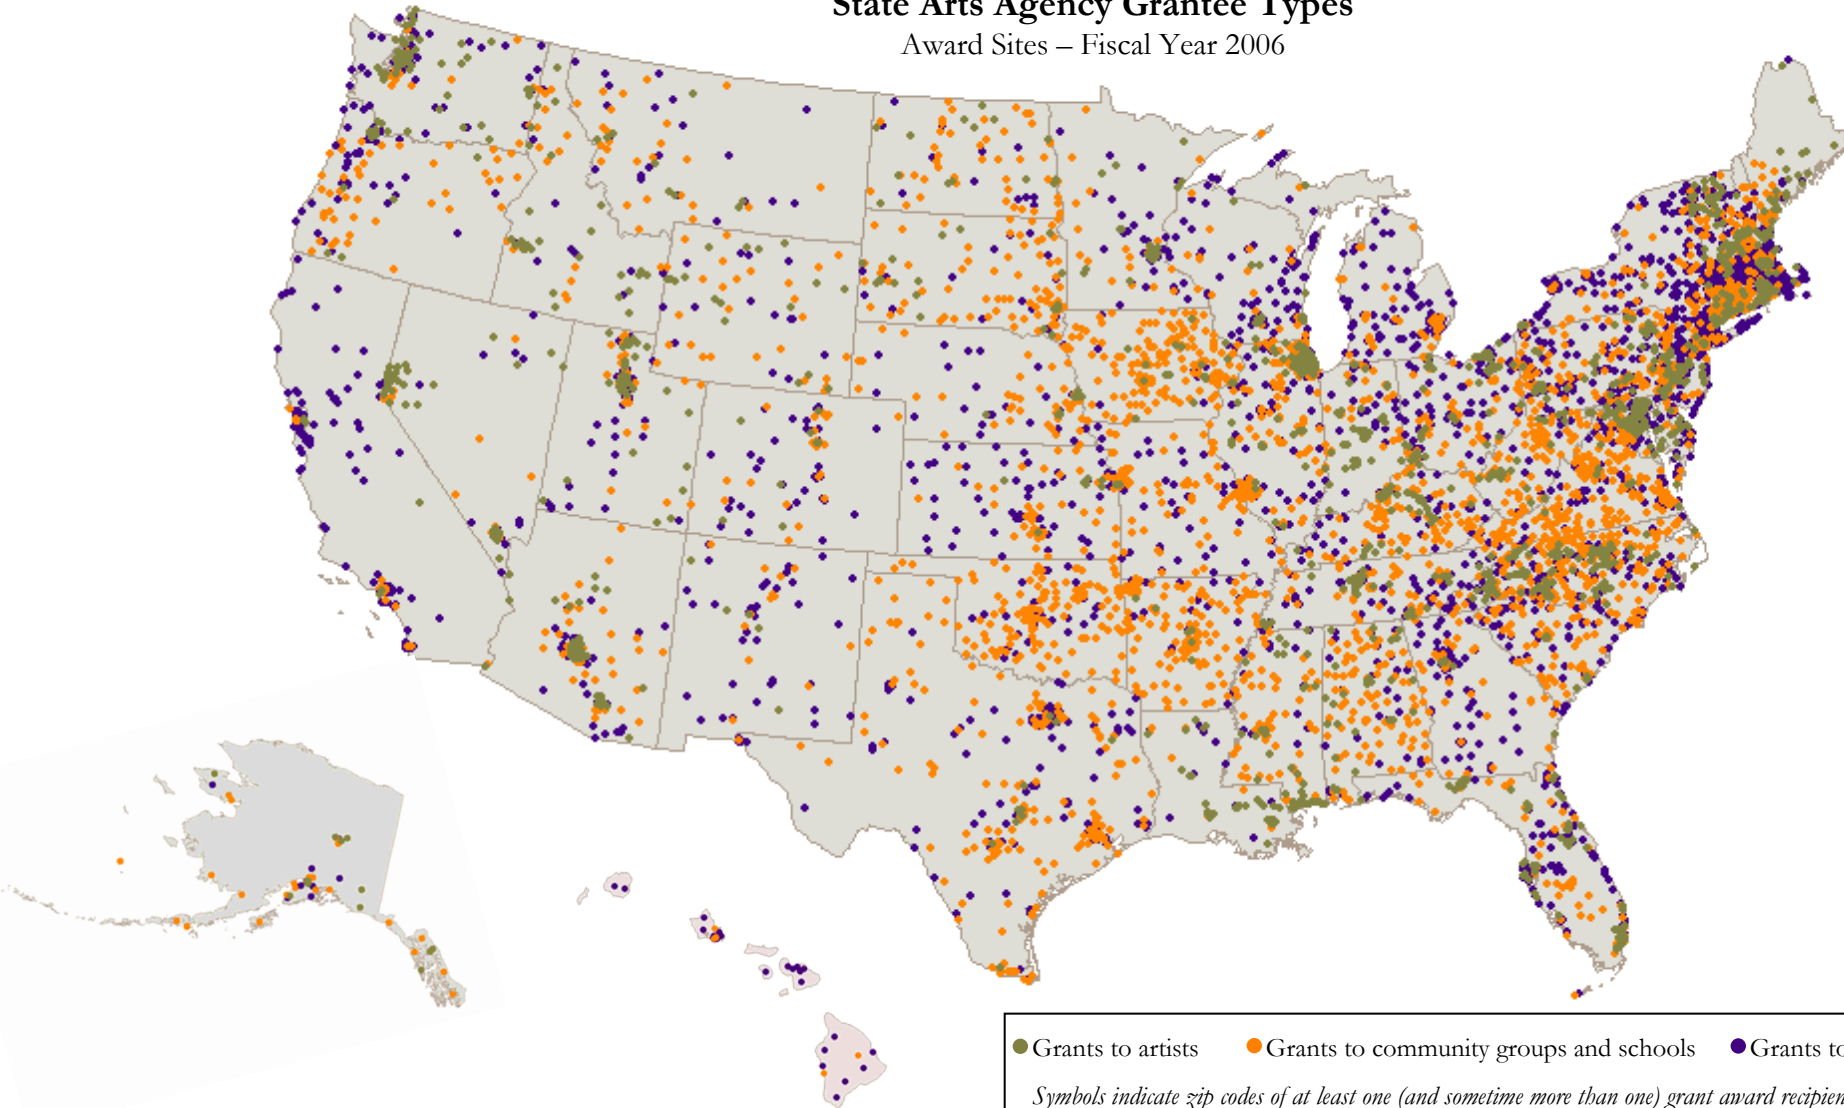 State Arts Agency Grantee Types
Award Sites – Fiscal Year 2006
Grants to artists Grants to community groups and schools Grants to
Symbols indicate zip codes of at least one (and sometime more than one) grant award